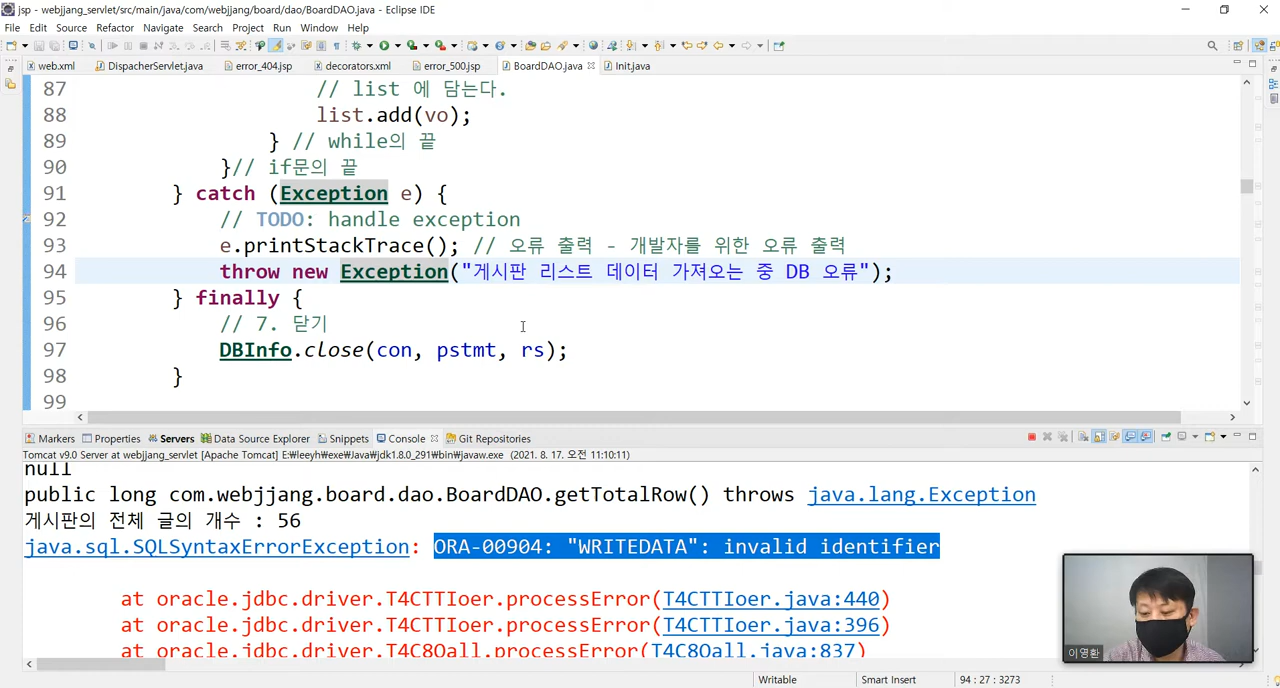 jsp - webjjang_servlet/src/main/java/com/webjjang/board/dao/BoardDAO.java - Eclipse IDE
File Edit Source Refactor Navigate Search Project Run Window Help
web.xml DispacherServlet.java error_404.jsp decorators.xml error_500.jsp BoardDAO.java Init.java
87 // list 에 담는다.
88 list.add(vo);
89 } // while의 끝
90 }// if문의 끝
91 } catch (Exception e) {
92 // TODO: handle exception
93 e.printStackTrace(); // 오류 출력 - 개발자를 위한 오류 출력
94 throw new Exception("게시판 리스트 데이터 가져오는 중 DB 오류");
95 } finally {
96 // 7. 닫기
97 DBInfo.close(con, pstmt, rs);
98 }
99
Markers Properties Servers Data Source Explorer Snippets Console Git Repositories
Tomcat v9.0 Server at webjjang_servlet [Apache Tomcat] E:₩leeyh₩exe₩Java₩jdk1.8.0_291₩bin₩javaw.exe (2021. 8. 17. 오전 11:10:11)
null
public long com.webjjang.board.dao.BoardDAO.getTotalRow() throws java.lang.Exception
게시판의 전체 글의 개수 : 56
java.sql.SQLSyntaxErrorException: ORA-00904: "WRITEDATA": invalid identifier
at oracle.jdbc.driver.T4CTTIoer.processError(T4CTTIoer.java:440)
at oracle.jdbc.driver.T4CTTIoer.processError(T4CTTIoer.java:396)
at oracle.jdbc.driver.T4C8Oall.processError(T4C8Oall.java:837)
이영환
Writable Smart Insert 94 : 27 : 3273